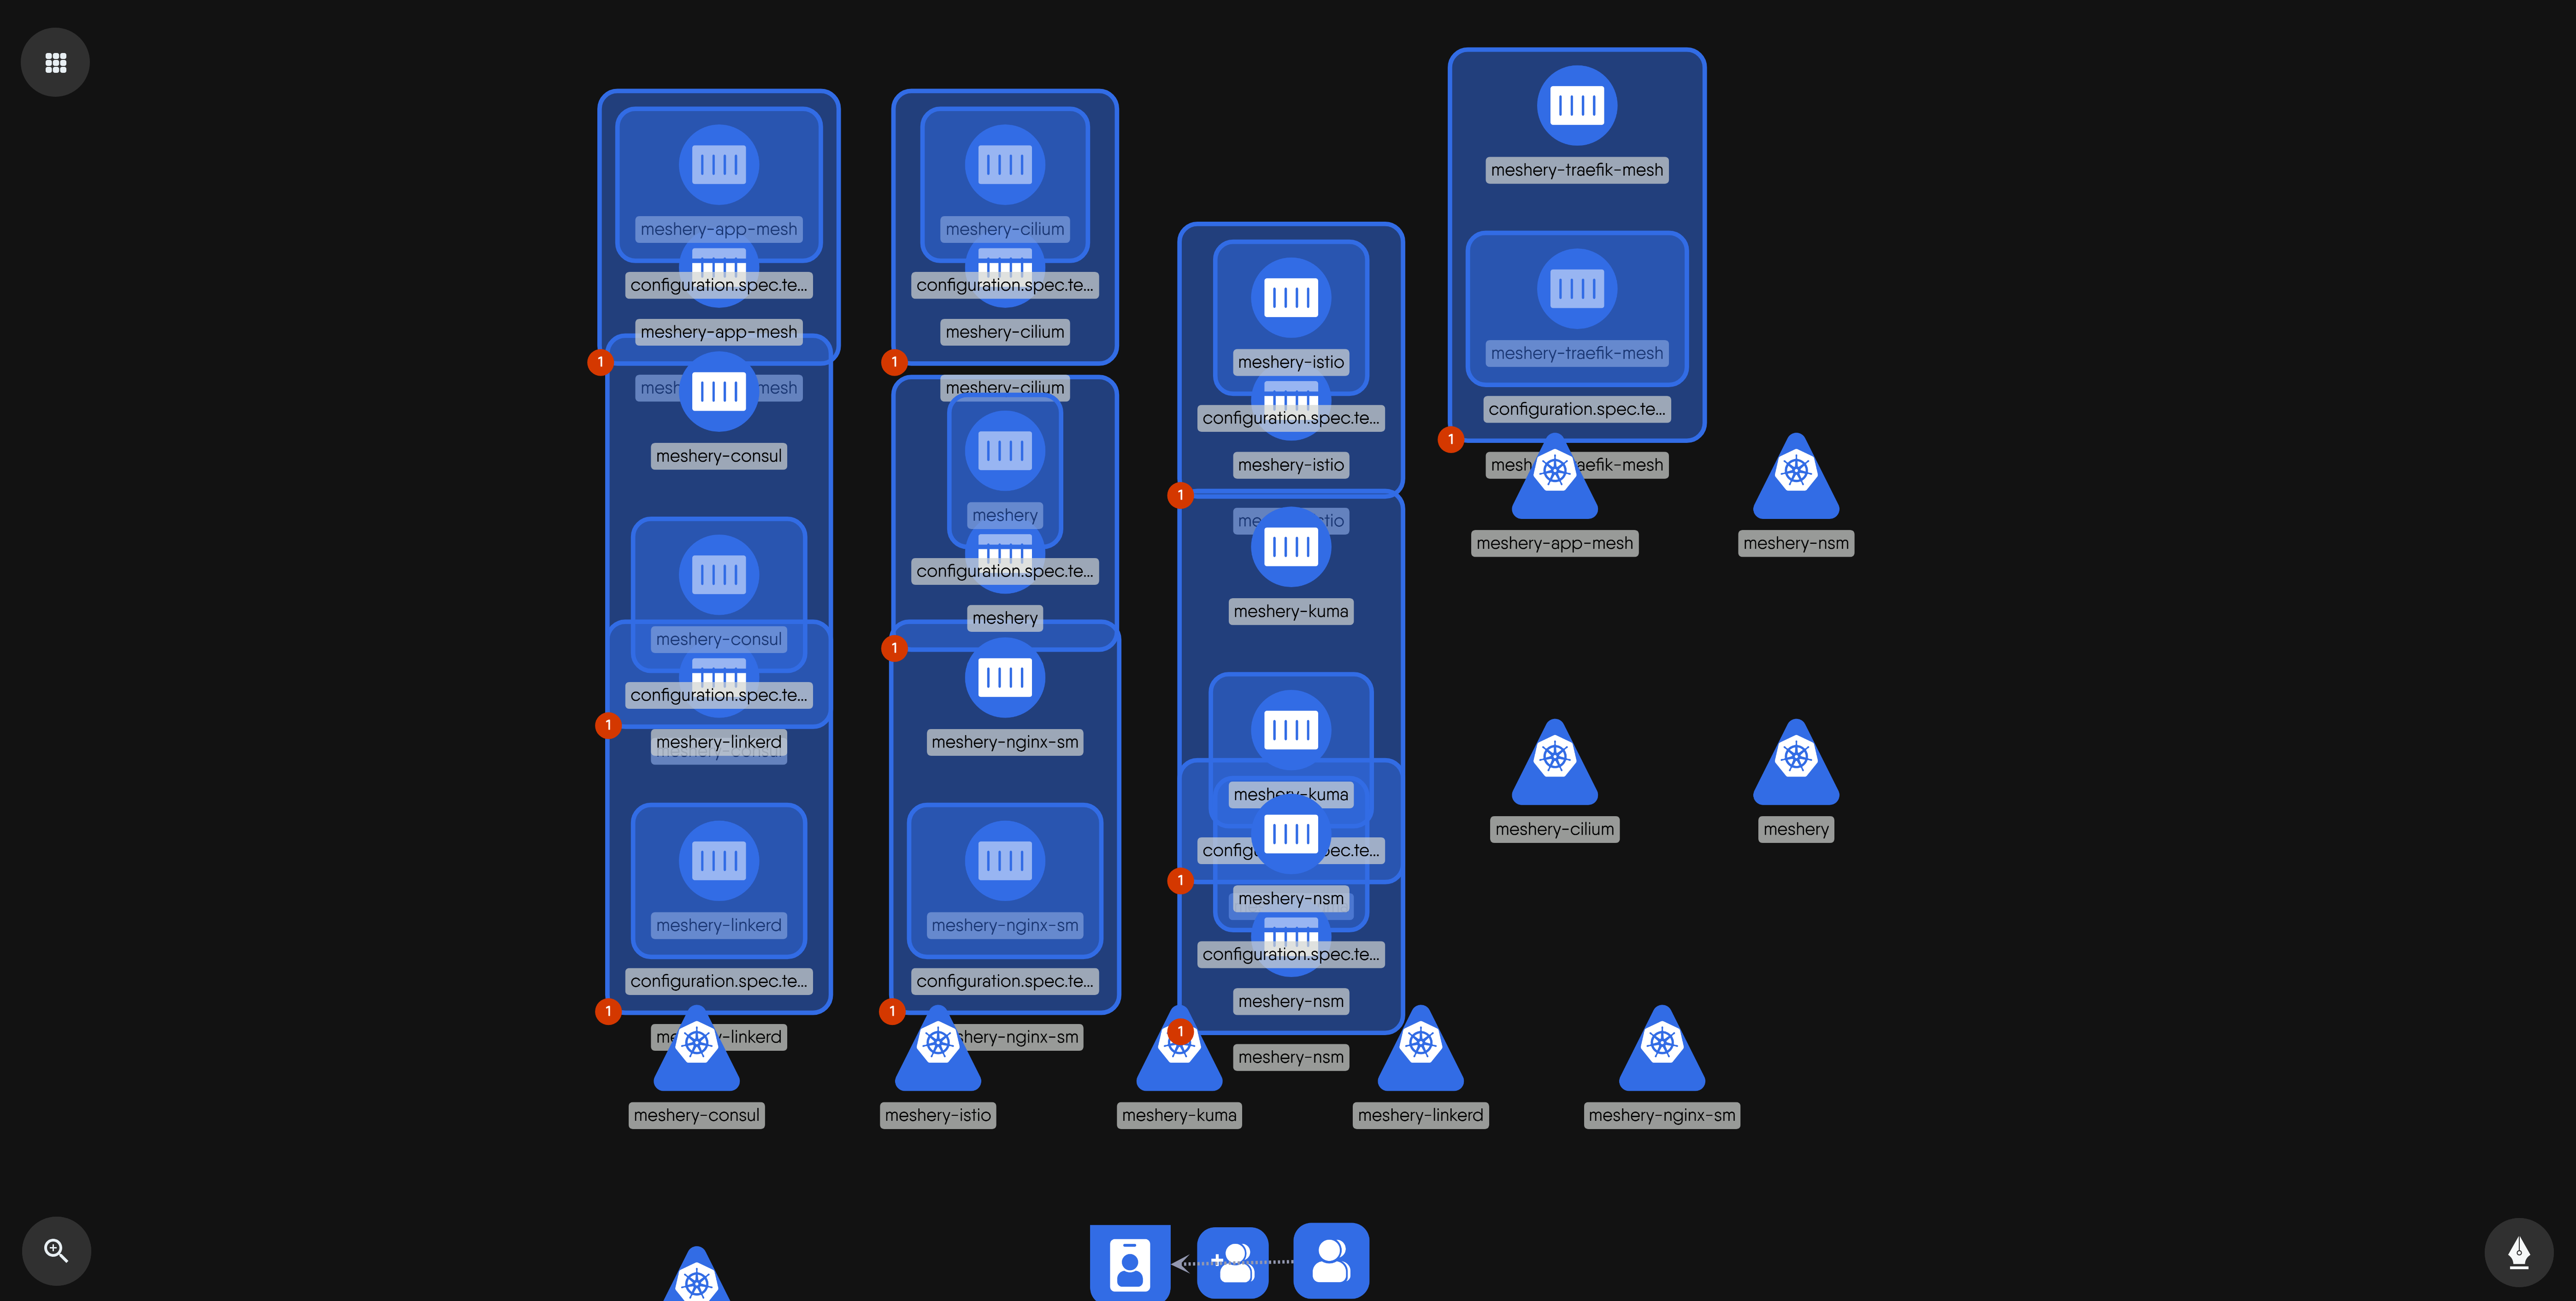 meshery-app-mesh
configuration.spec.te...
meshery-app-mesh
1
mesh mesh
meshery-consul
meshery-consul
configuration.spec.te...
1
meshery-linkerd
meshery-consul
meshery-linkerd
configuration.spec.te...
1
me y-linkerd
meshery-consul
meshery-cilium
configuration.spec.te...
meshery-cilium
1
meshery-cilium
meshery
configuration.spec.te...
meshery
1
meshery-nginx-sm
meshery-nginx-sm
configuration.spec.te...
1
shery-nginx-sm
meshery-istio
meshery-istio
configuration.spec.te...
meshery-istio
1
me stio
meshery-kuma
meshery-kuma
config pec.te...
1
meshery-nsm
configuration.spec.te...
meshery-nsm
1
meshery-nsm
meshery-kuma
meshery-traefik-mesh
meshery-traefik-mesh
configuration.spec.te...
1
mesh aefik-mesh
meshery-app-mesh
meshery-nsm
meshery-cilium
meshery
meshery-linkerd
meshery-nginx-sm